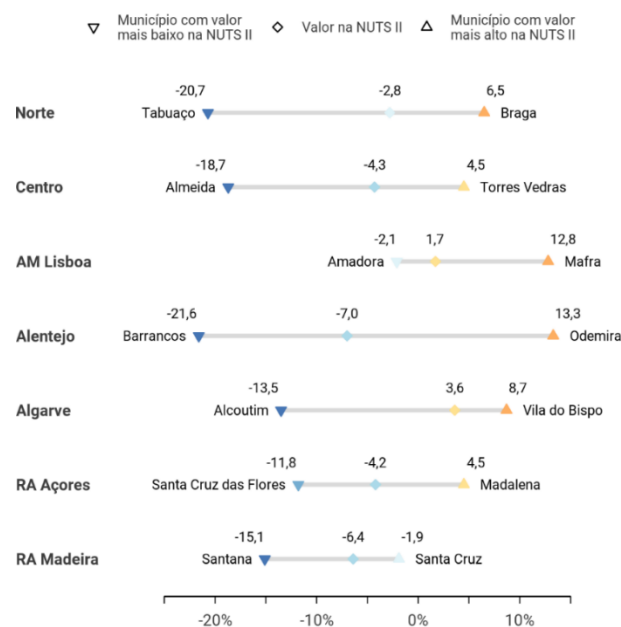 Município com valor
mais baixo na NUTS II
Valor na NUTS II
Município com valor
mais alto na NUTS II
-20,7 -2,8 6,5
Norte Tabuaço Braga
-18,7 -4,3 4,5
Centro Almeida Torres Vedras
-2,1 1,7 12,8
AM Lisboa Amadora Mafra
-21,6 -7,0 13,3
Alentejo Barrancos Odemira
-13,5 3,6 8,7
Algarve Alcoutim Vila do Bispo
-11,8 -4,2 4,5
RA Açores Santa Cruz das Flores Madalena
-15,1 -6,4 -1,9
RA Madeira Santana Santa Cruz
-20% -10% 0% 10%